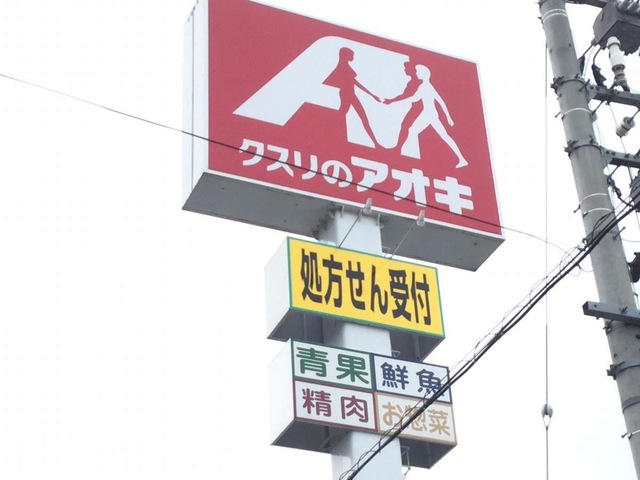 クスリのアオキ
処方せん受付
青果 鮮魚
精肉 お惣菜